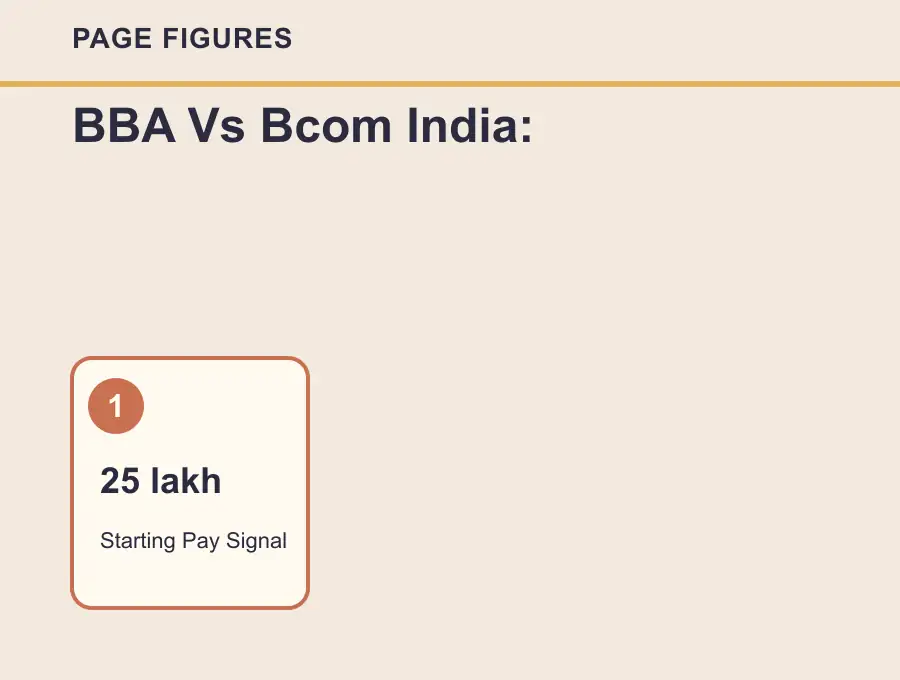 PAGE FIGURES
BBA Vs Bcom India:
1
25 lakh
Starting Pay Signal